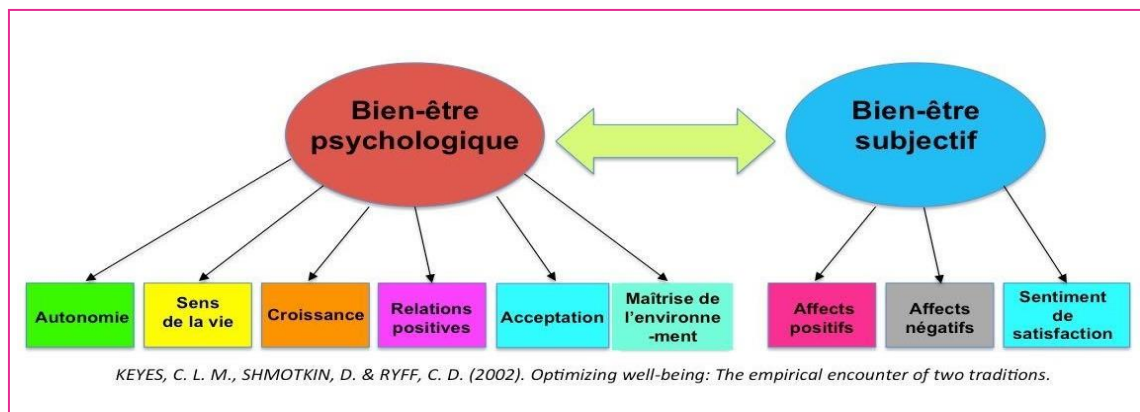 Bien-être
psychologique
Bien-être
subjectif
Autonomie
Sens
de la vie
Croissance
Relations
positives
Acceptation
Maîtrise de
l'environne
-ment
Affects
positifs
Affects
négatifs
Sentiment
de
satisfaction
KEYES, C. L. M., SHMOTKIN, D. & RYFF, C. D. (2002). Optimizing well-being: The empirical encounter of two traditions.